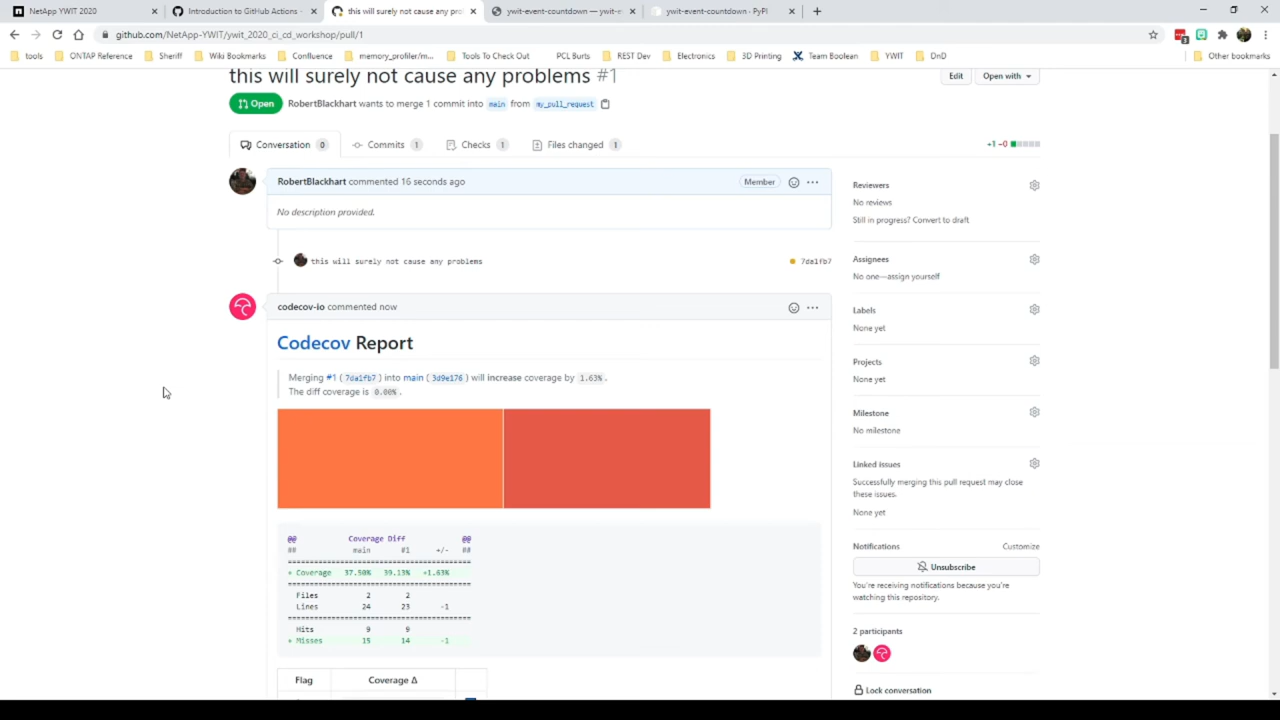 NetApp YWIT 2020
Introduction to GitHub Actions -
this will surely not cause any pro
ywit-event-countdown — ywit-e
ywit-event-countdown · PyPI
github.com/NetApp-YWIT/ywit_2020_ci_cd_workshop/pull/1
tools
ONTAP Reference
Sheriff
Wiki Bookmarks
Confluence
memory_profiler/m...
Tools To Check Out
PCL Burts
REST Dev
Electronics
3D Printing
Team Boolean
YWIT
DnD
Other bookmarks
this will surely not cause any problems #1
Edit
Open with
Open
RobertBlackhart wants to merge 1 commit into main from my_pull_request
Conversation 0
Commits 1
Checks 1
Files changed 1
+1 −0
RobertBlackhart commented 16 seconds ago
Member
No description provided.
this will surely not cause any problems
7da1fb7
codecov-io commented now
Codecov Report
Merging #1 (7da1fb7) into main (3d9e176) will increase coverage by 1.63%.
The diff coverage is 0.00%.
@@ Coverage Diff @@
## main #1 +/- ##
=========================================
+ Coverage 37.50% 39.13% +1.63%
=========================================
Files 2 2
Lines 24 23 -1
=========================================
Hits 9 9
+ Misses 15 14 -1
Flag Coverage Δ
Reviewers
No reviews
Still in progress? Convert to draft
Assignees
No one—assign yourself
Labels
None yet
Projects
None yet
Milestone
No milestone
Linked issues
Successfully merging this pull request may close
these issues.
None yet
Notifications
Customize
Unsubscribe
You're receiving notifications because you're
watching this repository.
2 participants
Lock conversation